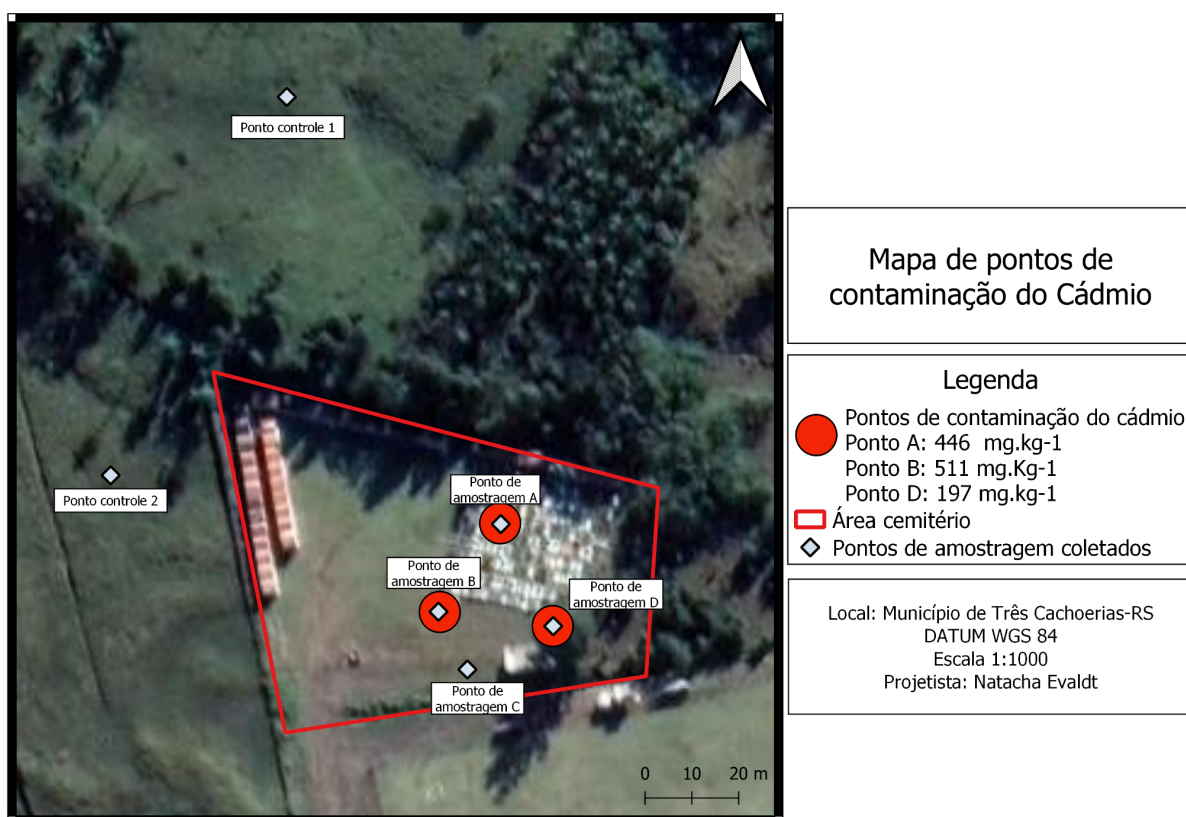 Ponto controle 1
Ponto controle 2
Ponto de
amostragem A
Ponto de
amostragem B
Ponto de
amostragem D
Ponto de
amostragem C
0 10 20 m
Mapa de pontos de
contaminação do Cádmio
Legenda
Pontos de contaminação do cádmio
Ponto A: 446 mg.kg-1
Ponto B: 511 mg.Kg-1
Ponto D: 197 mg.kg-1
Área cemitério
Pontos de amostragem coletados
Local: Município de Três Cachoerias-RS
DATUM WGS 84
Escala 1:1000
Projetista: Natacha Evaldt